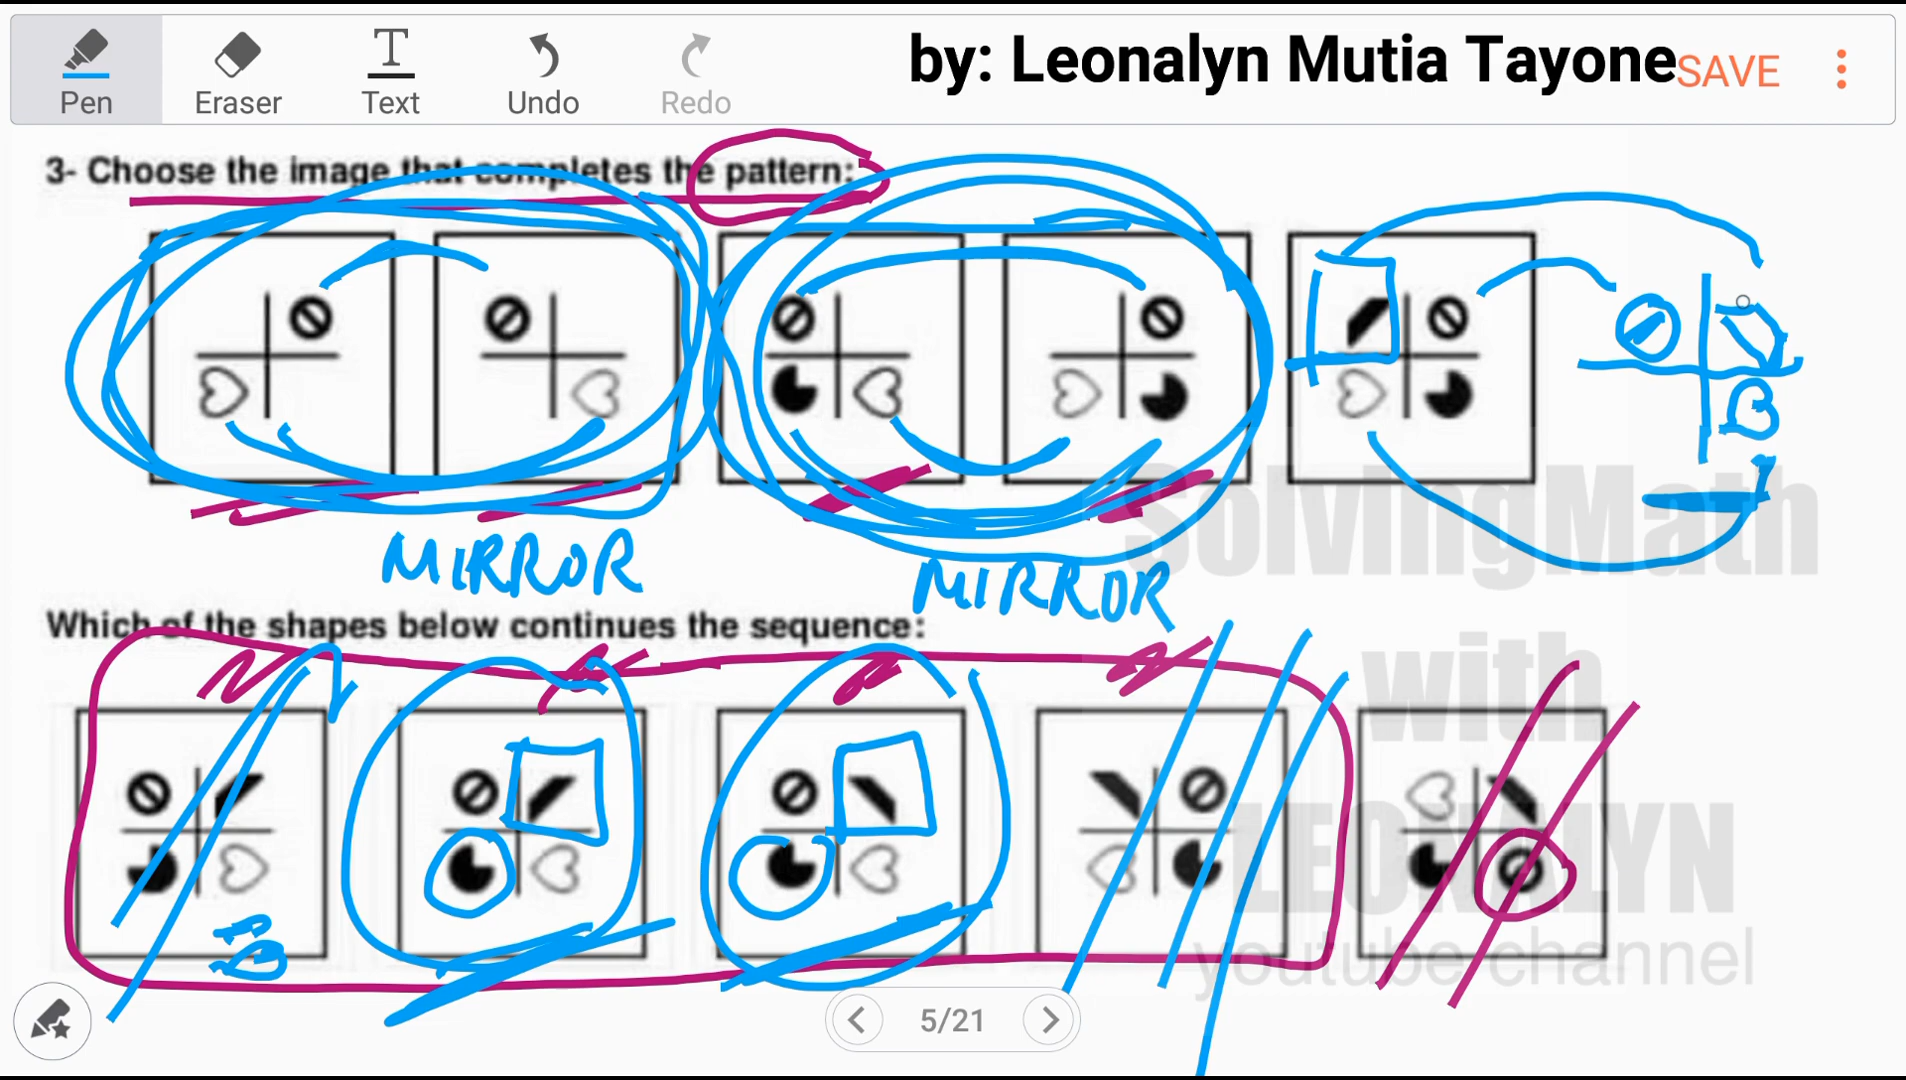 by: Leonalyn Mutia Tayone
SAVE
Pen
Eraser
Text
Undo
Redo
3- Choose the image that completes the pattern:
MIRROR
MIRROR
SolvingMath
with
LEONALYN
youtube channel
Which of the shapes below continues the sequence:
5/21